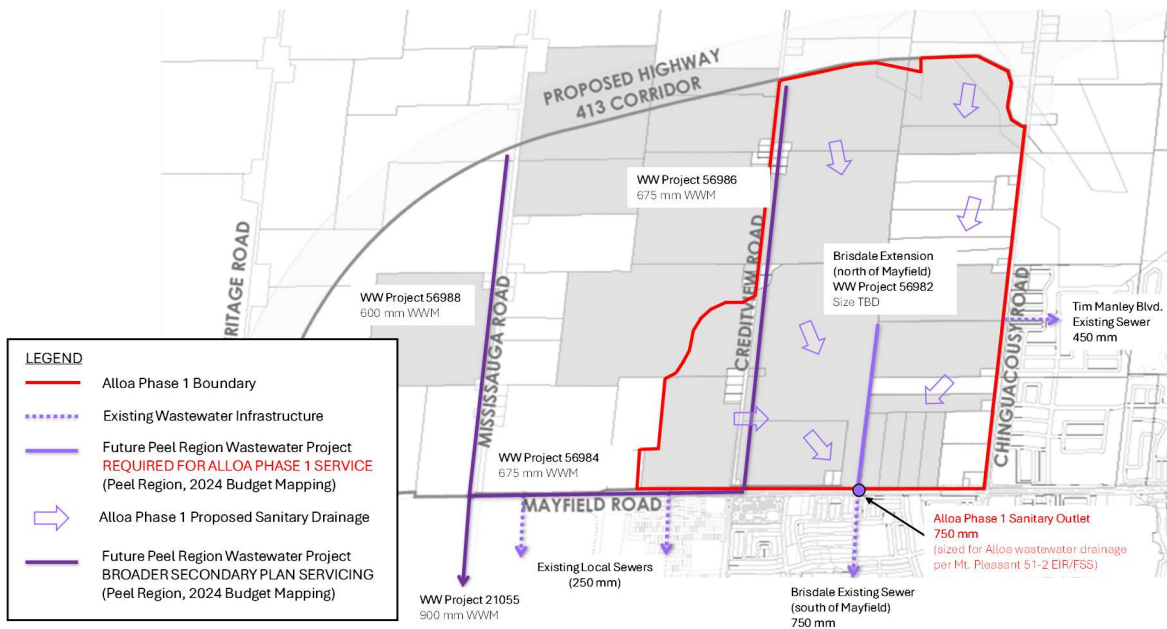 PROPOSED HIGHWAY
413 CORRIDOR
WW Project 56986
675 mm WWM
Brisdale Extension
(north of Mayfield)
WW Project 56982
Size TBD
WW Project 56988
600 mm WWM
RITAGE ROAD
MISSISSAUGA ROAD
CREDITVIEW ROAD
CHINGUACOUSY ROAD
Tim Manley Blvd.
Existing Sewer
450 mm
LEGEND
Alloa Phase 1 Boundary
Existing Wastewater Infrastructure
Future Peel Region Wastewater Project
REQUIRED FOR ALLOA PHASE 1 SERVICE
(Peel Region, 2024 Budget Mapping)
Alloa Phase 1 Proposed Sanitary Drainage
Future Peel Region Wastewater Project
BROADER SECONDARY PLAN SERVICING
(Peel Region, 2024 Budget Mapping)
WW Project 56984
675 mm WWM
MAYFIELD ROAD
Alloa Phase 1 Sanitary Outlet
750 mm
(sized for Alloa wastewater drainage
per Mt. Pleasant 51-2 EIR/FSS)
Existing Local Sewers
(250 mm)
WW Project 21055
900 mm WWM
Brisdale Existing Sewer
(south of Mayfield)
750 mm